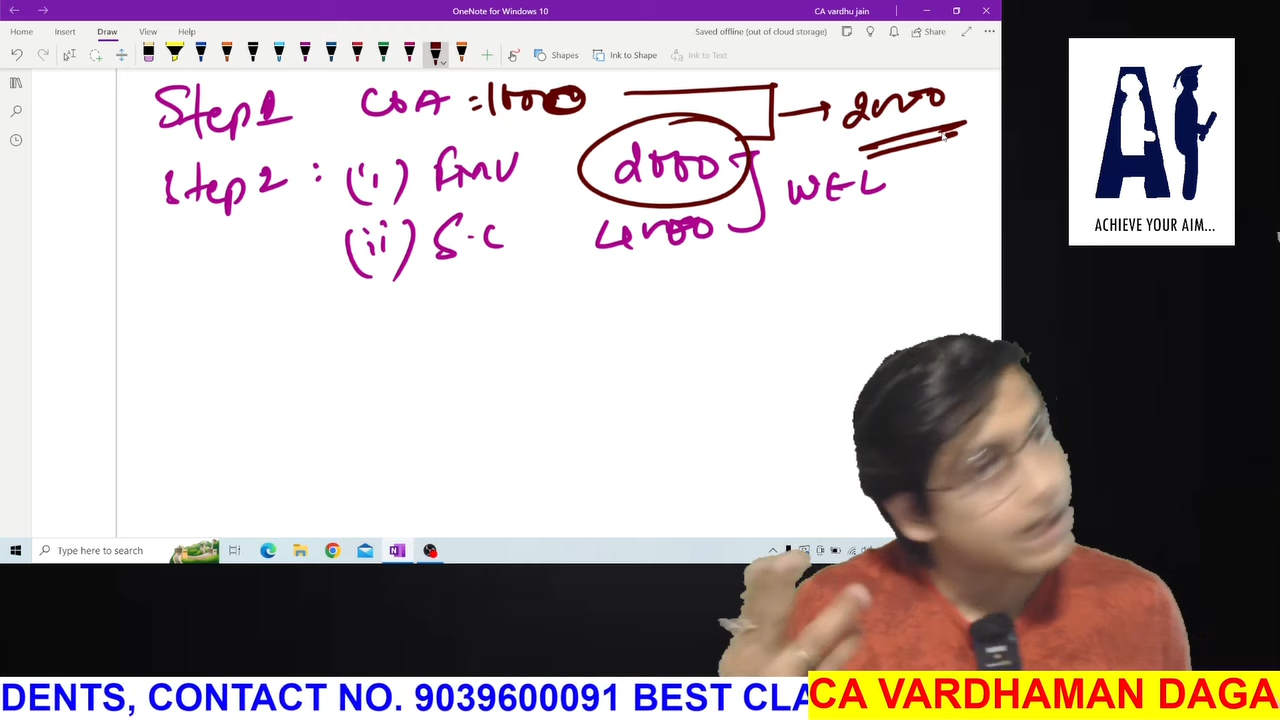 OneNote for Windows 10
CA vardhu jain
Home Insert Draw View Help
Saved offline (out of cloud storage)
Share
Shapes
Ink to Shape
Ink to Text
Step 1 COA = 1000 → 2000
Step 2 : (i) FMV 2000
WEL
(ii) S.C 4000
ACHIEVE YOUR AIM...
Type here to search
DENTS, CONTACT NO. 9039600091 BEST CLA
CA VARDHAMAN DAGA